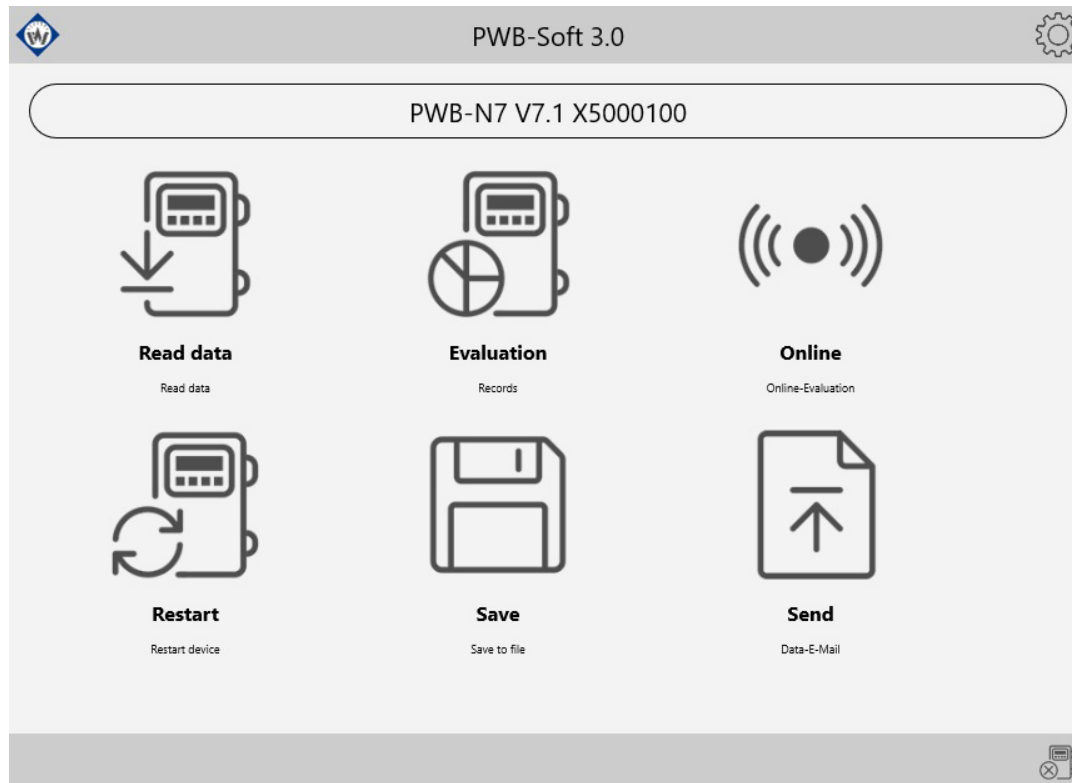 PWB-Soft 3.0
PWB-N7 V7.1 X5000100
Read data
Evaluation
Online
Read data
Records
Online-Evaluation
Restart
Save
Send
Restart device
Save to file
Data-E-Mail